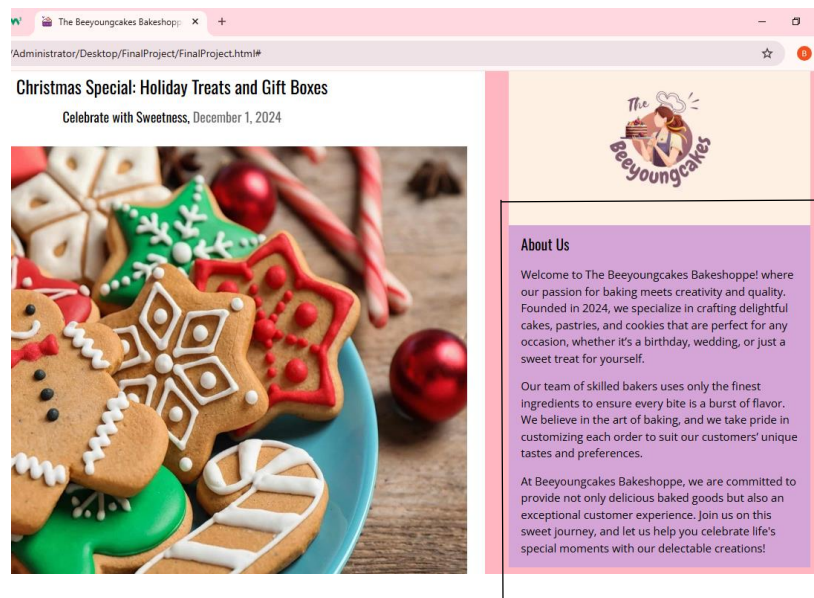 The Beeyoungcakes Bakeshopp
/Administrator/Desktop/FinalProject/FinalProject.html#
B
Christmas Special: Holiday Treats and Gift Boxes
Celebrate with Sweetness, December 1, 2024
The
Beeyoungcakes
About Us
Welcome to The Beeyoungcakes Bakeshoppe! where
our passion for baking meets creativity and quality.
Founded in 2024, we specialize in crafting delightful
cakes, pastries, and cookies that are perfect for any
occasion, whether it's a birthday, wedding, or just a
sweet treat for yourself.
Our team of skilled bakers uses only the finest
ingredients to ensure every bite is a burst of flavor.
We believe in the art of baking, and we take pride in
customizing each order to suit our customers' unique
tastes and preferences.
At Beeyoungcakes Bakeshoppe, we are committed to
provide not only delicious baked goods but also an
exceptional customer experience. Join us on this
sweet journey, and let us help you celebrate life's
special moments with our delectable creations!